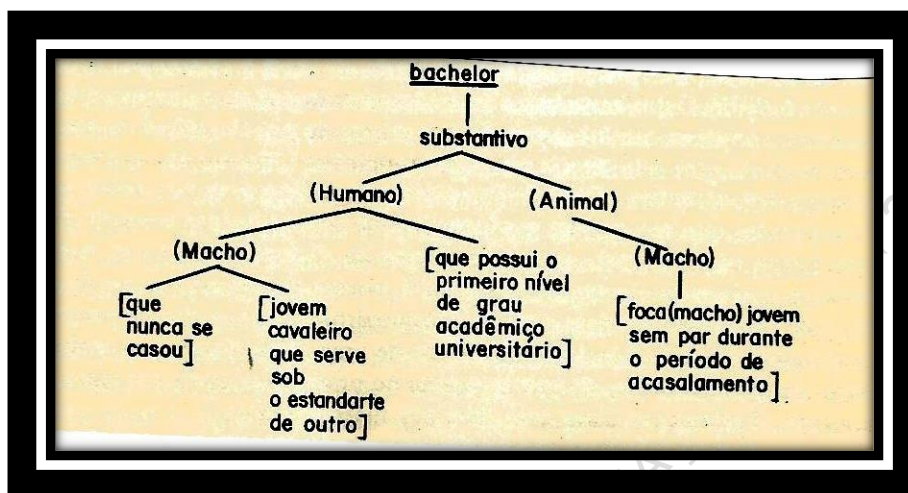 bachelor
substantivo
(Humano)
(Animal)
(Macho)
[que possui o
primeiro nível
de grau
acadêmico
universitário]
(Macho)
[que
nunca se
casou]
[jovem
cavaleiro
que serve
sob
o estandarte
de outro]
[foca(macho) jovem
sem par durante
o período de
acasalamento]